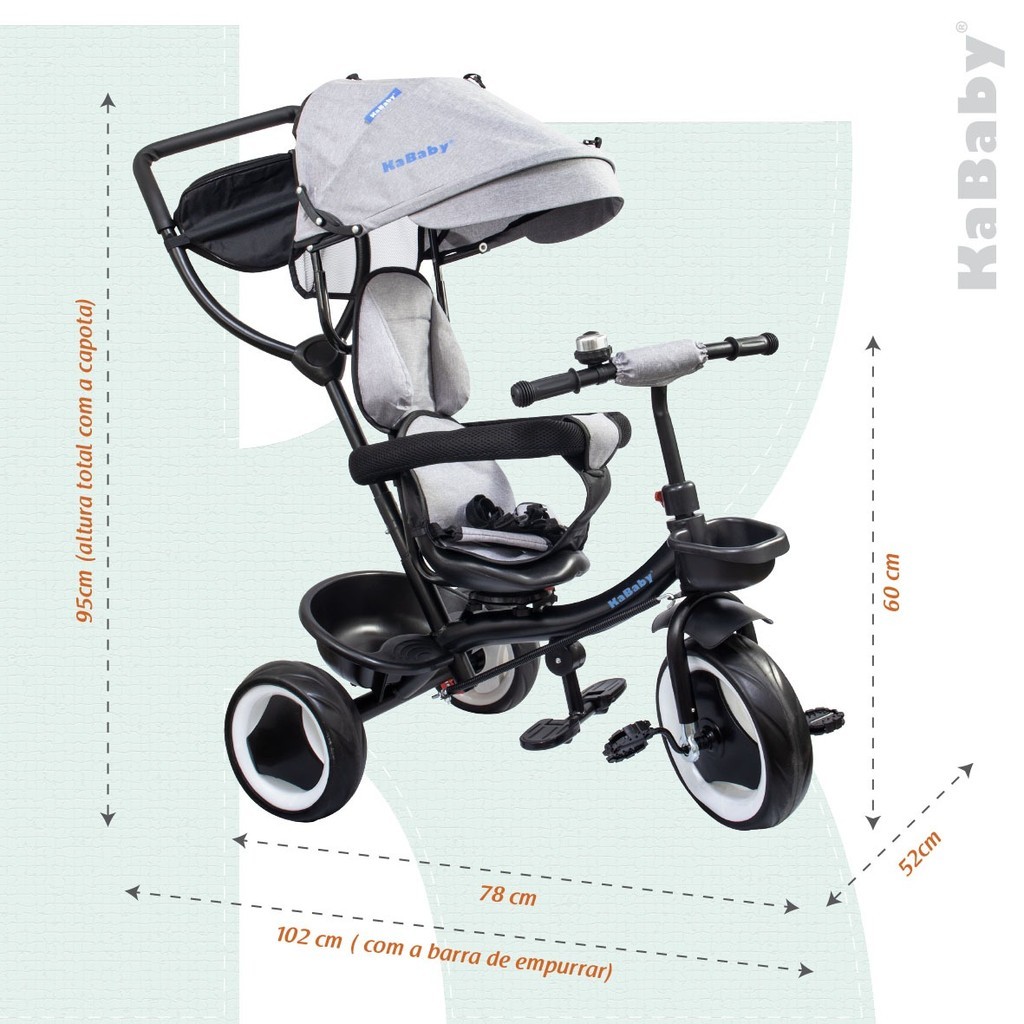 KaBaby®
KaBaby
KaBaby®
95cm (altura total com a capota)
60 cm
KaBaby
52cm
78 cm
102 cm ( com a barra de empurrar)